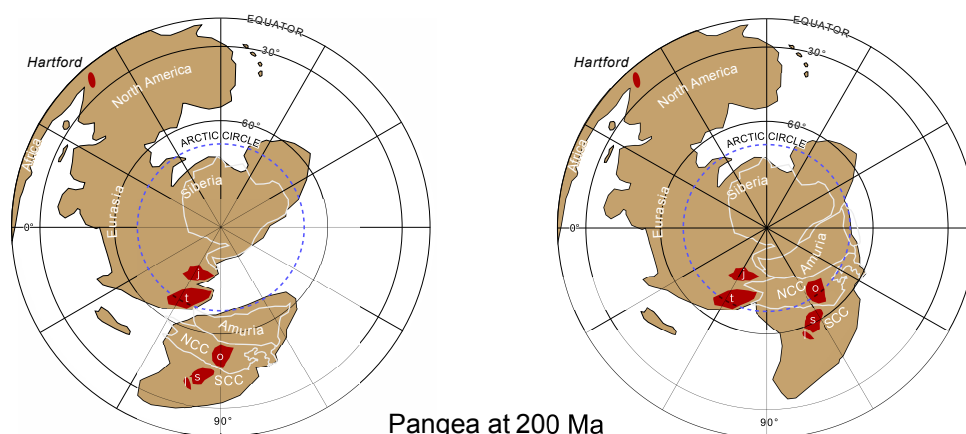 EQUATOR
30°
Hartford
North America
60°
ARCTIC CIRCLE
Africa
Siberia
Eurasia
0°
j
t
Amuria
NCC
o
s
SCC
90°
EQUATOR
30°
Hartford
North America
60°
ARCTIC CIRCLE
Africa
Siberia
Eurasia
0°
Amuria
j
t
NCC
o
s
SCC
90°
Pangea at 200 Ma